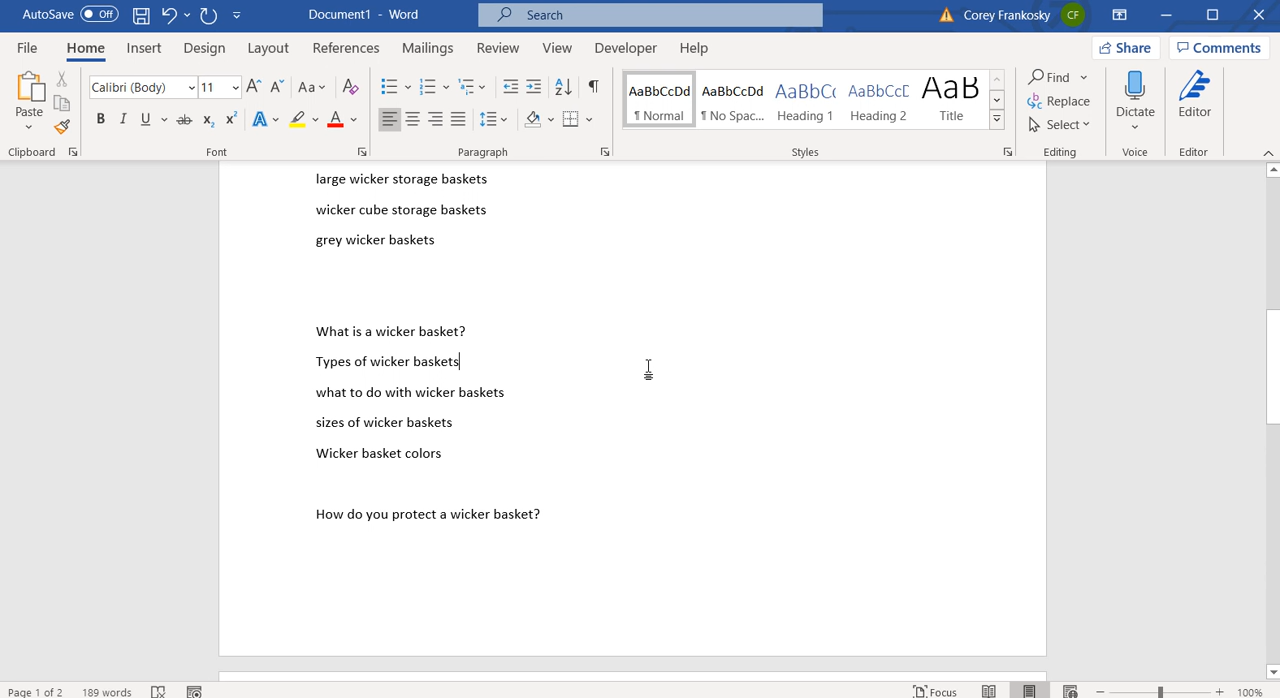 AutoSave Off Document1 - Word Search Corey Frankosky CF
File Home Insert Design Layout References Mailings Review View Developer Help Share Comments
Paste Calibri (Body) 11 A A Aa A
B I U ab x2 x2 A A
Clipboard Font Paragraph
AaBbCcDd ¶ Normal
AaBbCcDd ¶ No Spac...
AaBbCc Heading 1
AaBbCcD Heading 2
AaB Title
Styles
Find
Replace
Select
Editing
Dictate
Voice
Editor
Editor
large wicker storage baskets
wicker cube storage baskets
grey wicker baskets
What is a wicker basket?
Types of wicker baskets
what to do with wicker baskets
sizes of wicker baskets
Wicker basket colors
How do you protect a wicker basket?
Page 1 of 2 189 words Focus 100%